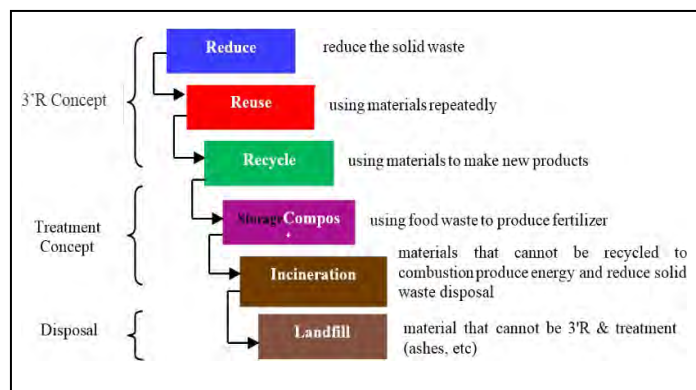 Reduce
reduce the solid waste
3'R Concept
Reuse
using materials repeatedly
Recycle
using materials to make new products
Treatment
Concept
StorageCompos
using food waste to produce fertilizer
Incineration
materials that cannot be recycled to
combustion produce energy and reduce solid
waste disposal
Disposal
Landfill
material that cannot be 3'R & treatment
(ashes, etc)